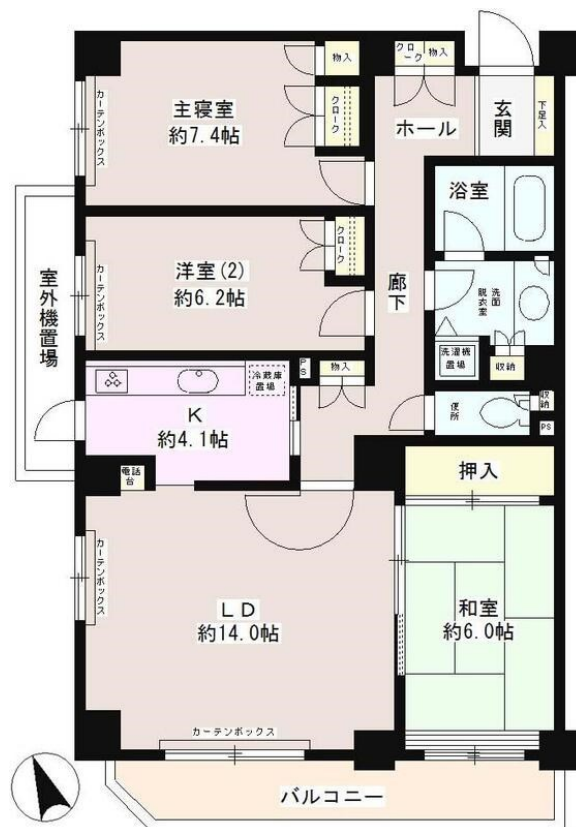 物入
クロ
ーク
物入
主寝室
約7.4帖
カーテンボックス
クローク
ホール
玄関
下足入
浴室
クローク
洋室(2)
約6.2帖
カーテンボックス
廊下
洗面
脱衣室
室外機置場
洗濯機
置場
収納
PS
物入
冷蔵庫
置場
K
約4.1帖
便所
収納
PS
電話
台
押入
カーテンボックス
LD
約14.0帖
和室
約6.0帖
カーテンボックス
バルコニー